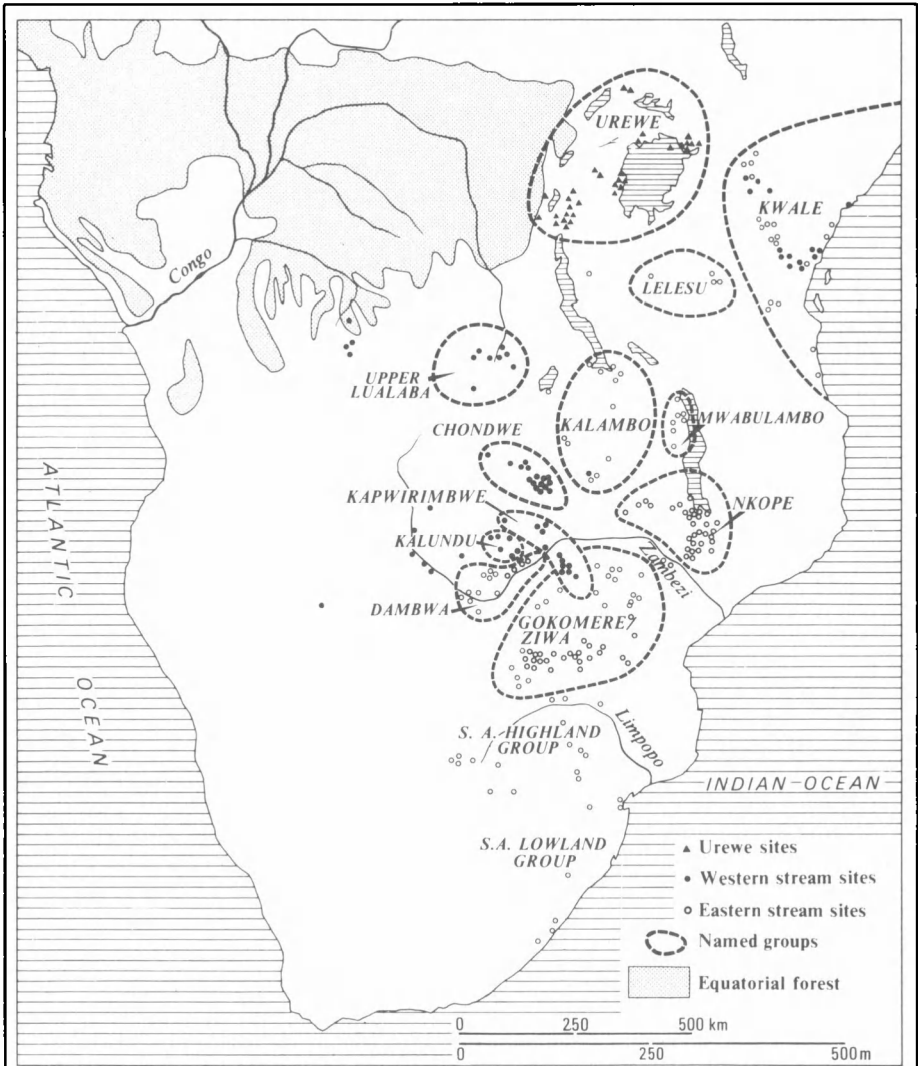 UREWE
KWALE
Congo
LELESU
UPPER
LUALABA
KALAMBO
MWABULAMBO
CHONDWE
KAPWIRIMBWE
NKOPE
KALUNDU
Zambezi
DAMBWA
GOKOMERE/
ZIWA
ATLANTIC
OCEAN
S. A. HIGHLAND
GROUP
Limpopo
INDIAN OCEAN
S.A. LOWLAND
GROUP
Urewe sites
Western stream sites
Eastern stream sites
Named groups
Equatorial forest
0 250 500 km
0 250 500 m